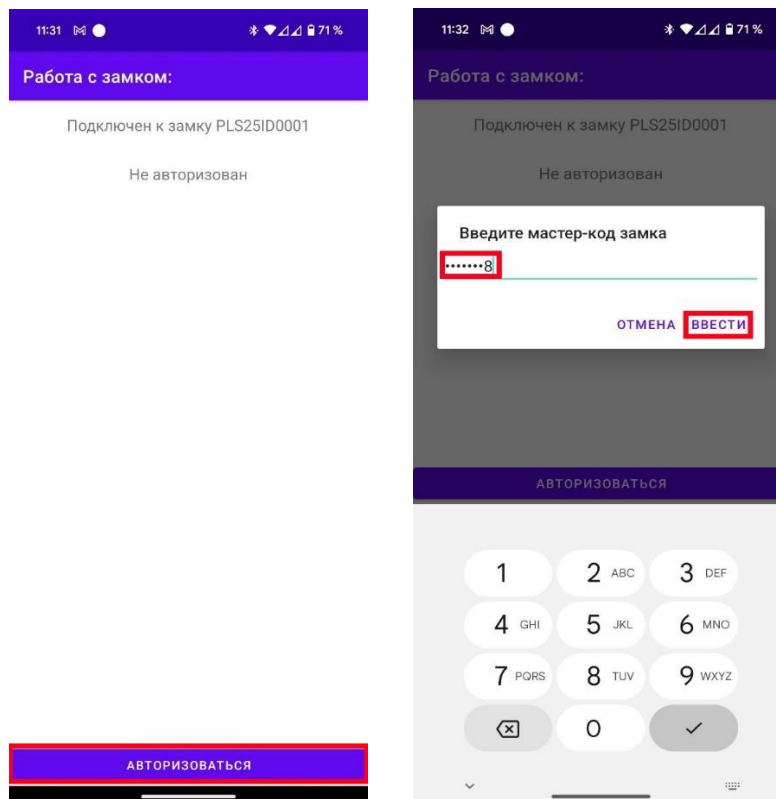 11:31 71%
Работа с замком:
Подключен к замку PLS25ID0001
Не авторизован
АВТОРИЗОВАТЬСЯ
11:32 71%
Работа с замком:
Подключен к замку PLS25ID0001
Не авторизован
Введите мастер-код замка
•••••••8
ОТМЕНА ВВЕСТИ
АВТОРИЗОВАТЬСЯ
1 2 ABC 3 DEF
4 GHI 5 JKL 6 MNO
7 PQRS 8 TUV 9 WXYZ
0